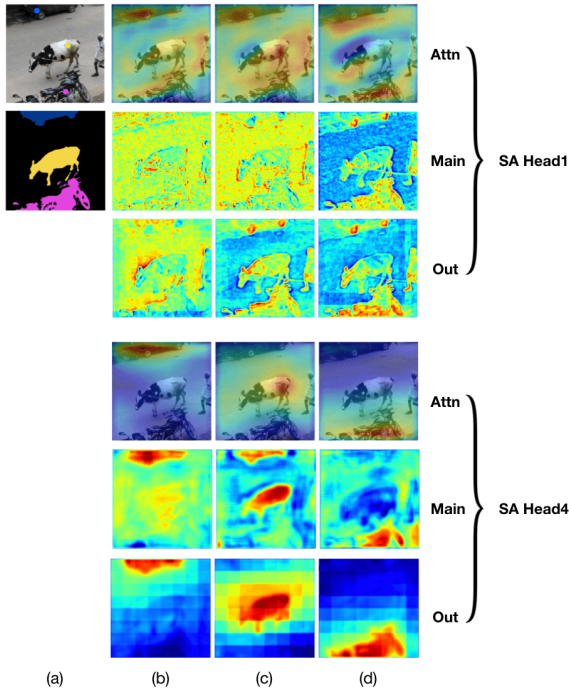 Attn
Main
SA Head1
Out
Attn
Main
SA Head4
Out
(a)
(b)
(c)
(d)